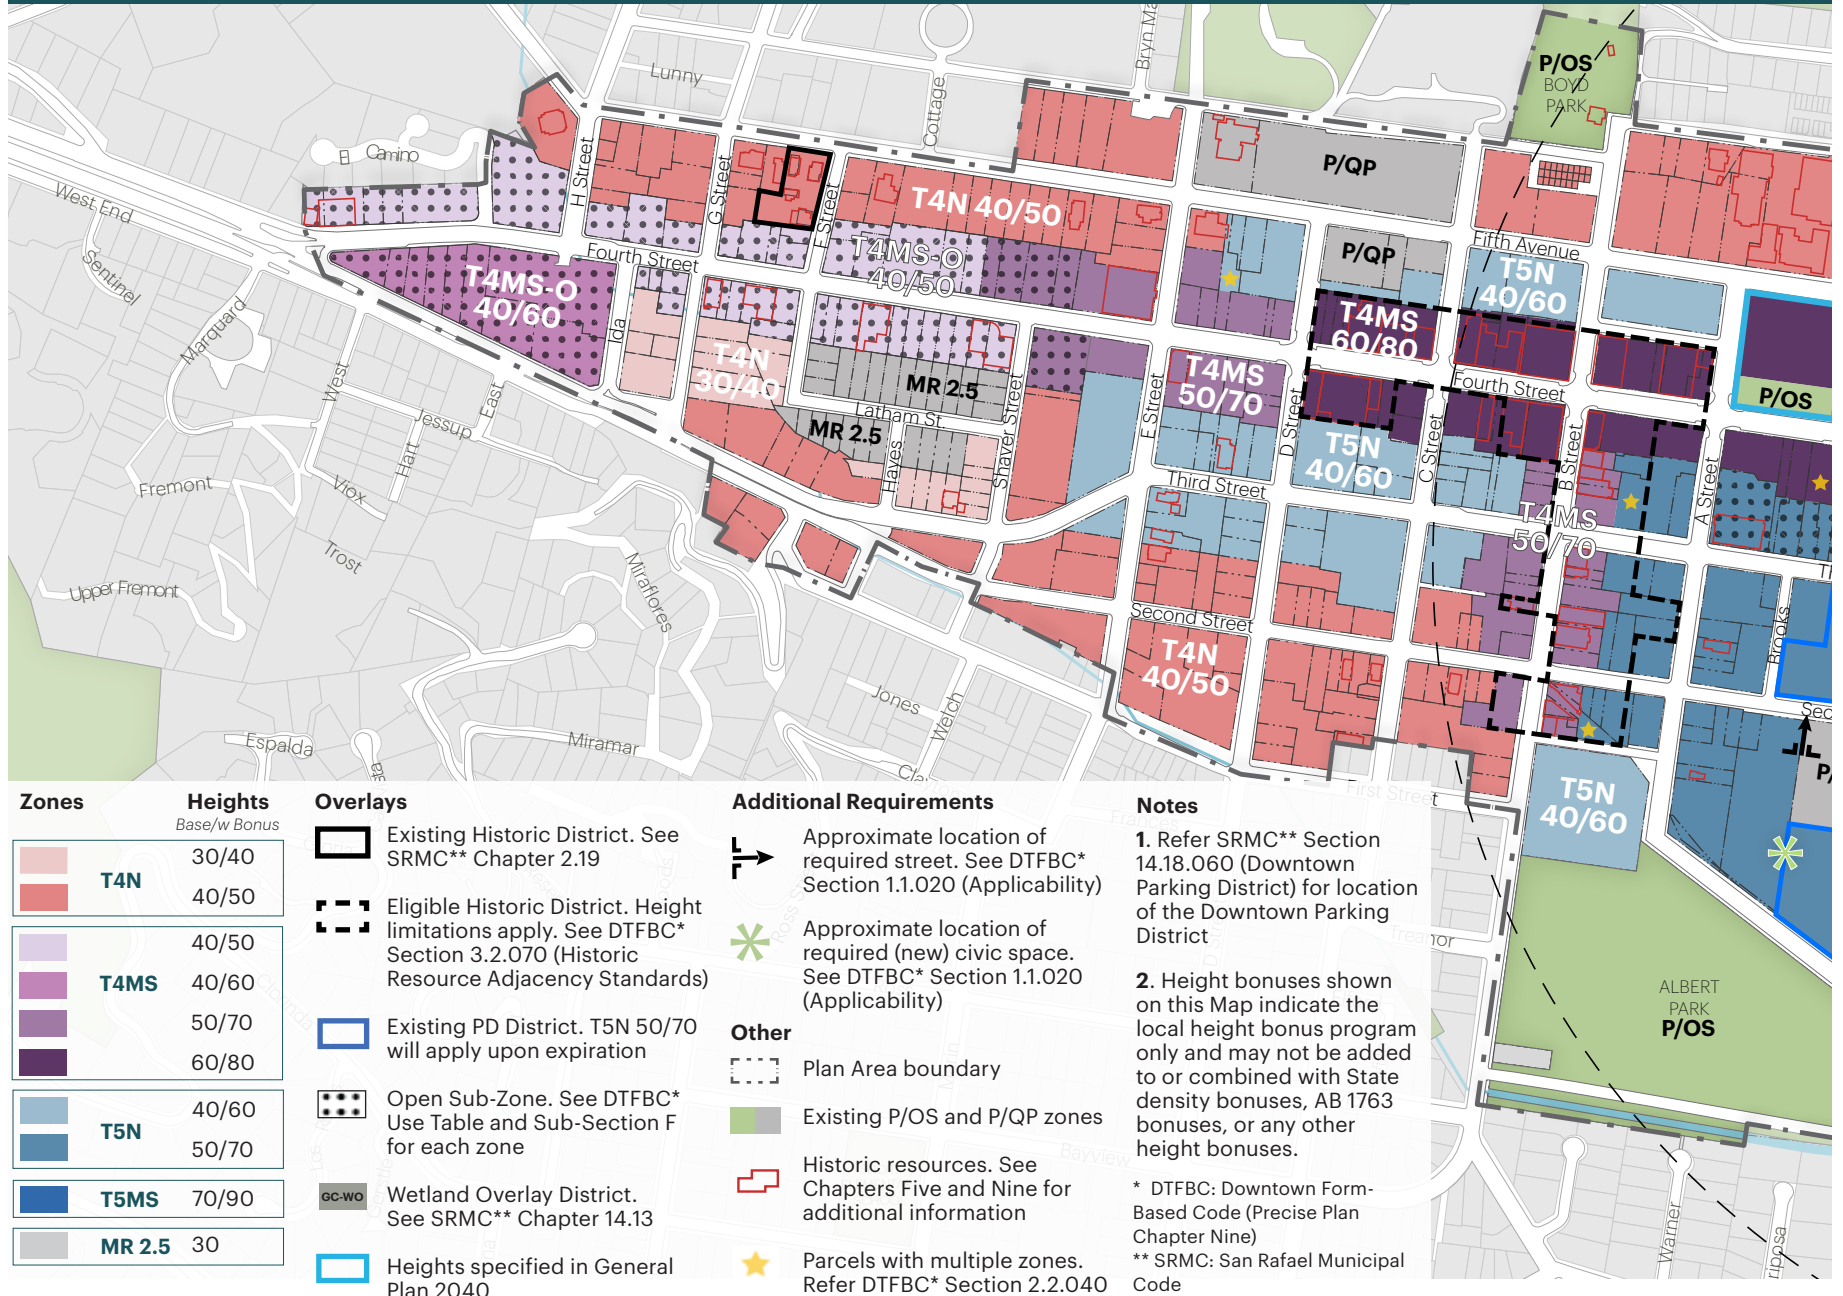 Lunny
Cottage
Bryn Ma
P/OS
BOYD
PARK
El Camino
West End
Sentinel
Marquard
H Street
G Street
F Street
P/QP
T4N 40/50
T4MS-O
40/50
Fourth Street
T4MS-O
40/60
P/QP
Fifth Avenue
T5N
40/60
T4MS
60/80
Ida
T4N
30/40
MR 2.5
Latham St.
MR 2.5
Hayes
Shaver Street
E Street
T4MS
50/70
D Street
Fourth Street
P/OS
T5N
40/60
C Street
B Street
A Street
Third Street
T4MS
50/70
West
East
Jessup
Hart
Viox
Fremont
Trost
Upper Fremont
Miraflores
Second Street
T4N
40/50
Brooks
Th
Sec
P/
Jones
Welch
Espalda
Miramar
Clayton
First Street
Frances
T5N
40/60
Treanor
ALBERT
PARK
P/OS
Bayview
Warner
riposa
Zones
Heights
Base/w Bonus
T4N
30/40
40/50
T4MS
40/50
40/60
50/70
60/80
T5N
40/60
50/70
T5MS 70/90
MR 2.5 30
Overlays
Existing Historic District. See
SRMC** Chapter 2.19
Eligible Historic District. Height
limitations apply. See DTFBC*
Section 3.2.070 (Historic
Resource Adjacency Standards)
Existing PD District. T5N 50/70
will apply upon expiration
Open Sub-Zone. See DTFBC*
Use Table and Sub-Section F
for each zone
GC-WO
Wetland Overlay District.
See SRMC** Chapter 14.13
Heights specified in General
Plan 2040
Additional Requirements
Approximate location of
required street. See DTFBC*
Section 1.1.020 (Applicability)
Approximate location of
required (new) civic space.
See DTFBC* Section 1.1.020
(Applicability)
Other
Plan Area boundary
Existing P/OS and P/QP zones
Historic resources. See
Chapters Five and Nine for
additional information
Parcels with multiple zones.
Refer DTFBC* Section 2.2.040
Notes
1. Refer SRMC** Section
14.18.060 (Downtown
Parking District) for location
of the Downtown Parking
District
2. Height bonuses shown
on this Map indicate the
local height bonus program
only and may not be added
to or combined with State
density bonuses, AB 1763
bonuses, or any other
height bonuses.
* DTFBC: Downtown Form-
Based Code (Precise Plan
Chapter Nine)
** SRMC: San Rafael Municipal
Code